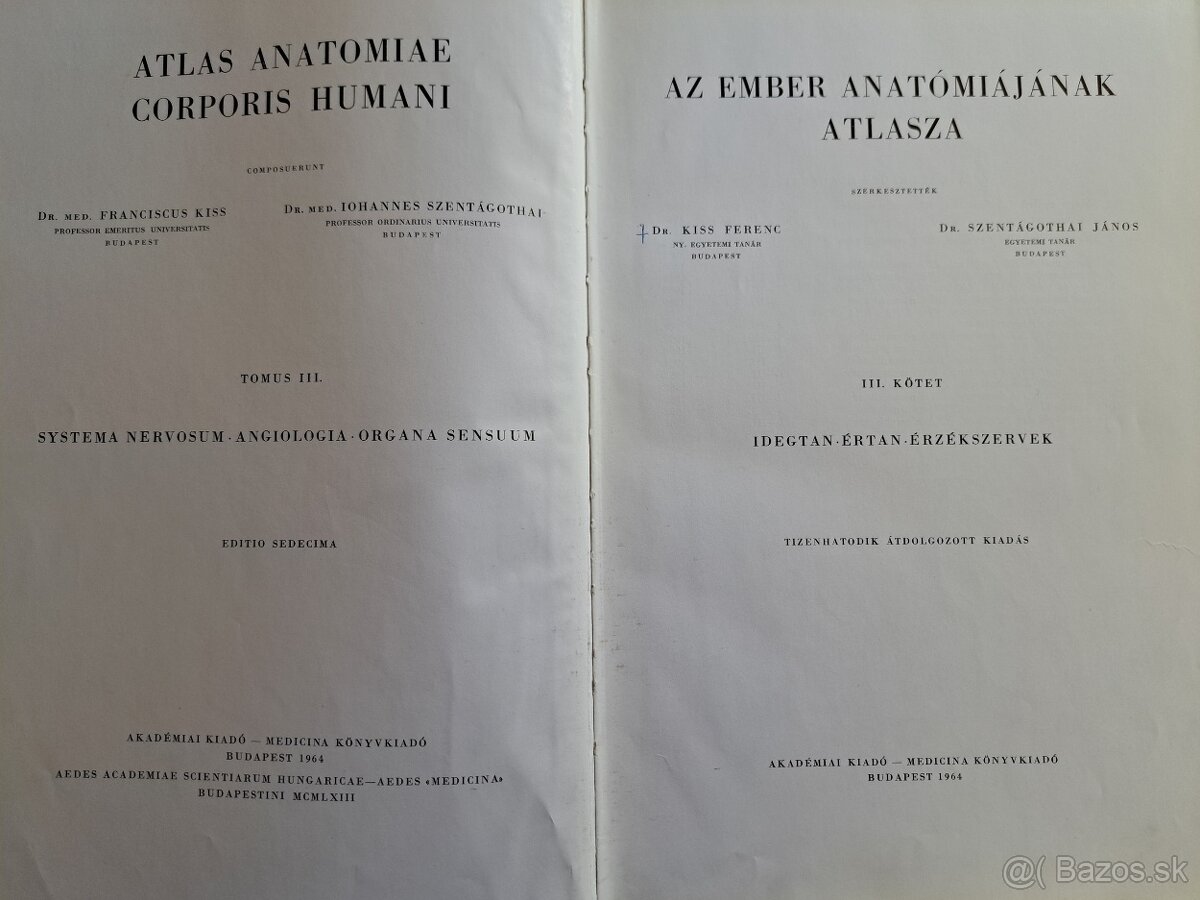 ATLAS ANATOMIAE
CORPORIS HUMANI
COMPOSUERUNT
DR. MED. FRANCISCUS KISS
PROFESSOR EMERITUS UNIVERSITATIS
BUDAPEST
DR. MED. IOHANNES SZENTÁGOTHAI
PROFESSOR ORDINARIUS UNIVERSITATIS
BUDAPEST
TOMUS III.
SYSTEMA NERVOSUM · ANGIOLOGIA · ORGANA SENSUUM
EDITIO SEDECIMA
AKADÉMIAI KIADÓ — MEDICINA KÖNYVKIADÓ
BUDAPEST 1964
AEDES ACADEMIAE SCIENTIARUM HUNGARICAE—AEDES «MEDICINA»
BUDAPESTINI MCMLXIII
AZ EMBER ANATÓMIÁJÁNAK
ATLASZA
SZERKESZTETTÉK
† DR. KISS FERENC
NY. EGYETEMI TANÁR
BUDAPEST
DR. SZENTÁGOTHAI JÁNOS
EGYETEMI TANÁR
BUDAPEST
III. KÖTET
IDEGTAN · ÉRTAN · ÉRZÉKSZERVEK
TIZENHATODIK ÁTDOLGOZOTT KIADÁS
AKADÉMIAI KIADÓ — MEDICINA KÖNYVKIADÓ
BUDAPEST 1964
@( Bazos.sk